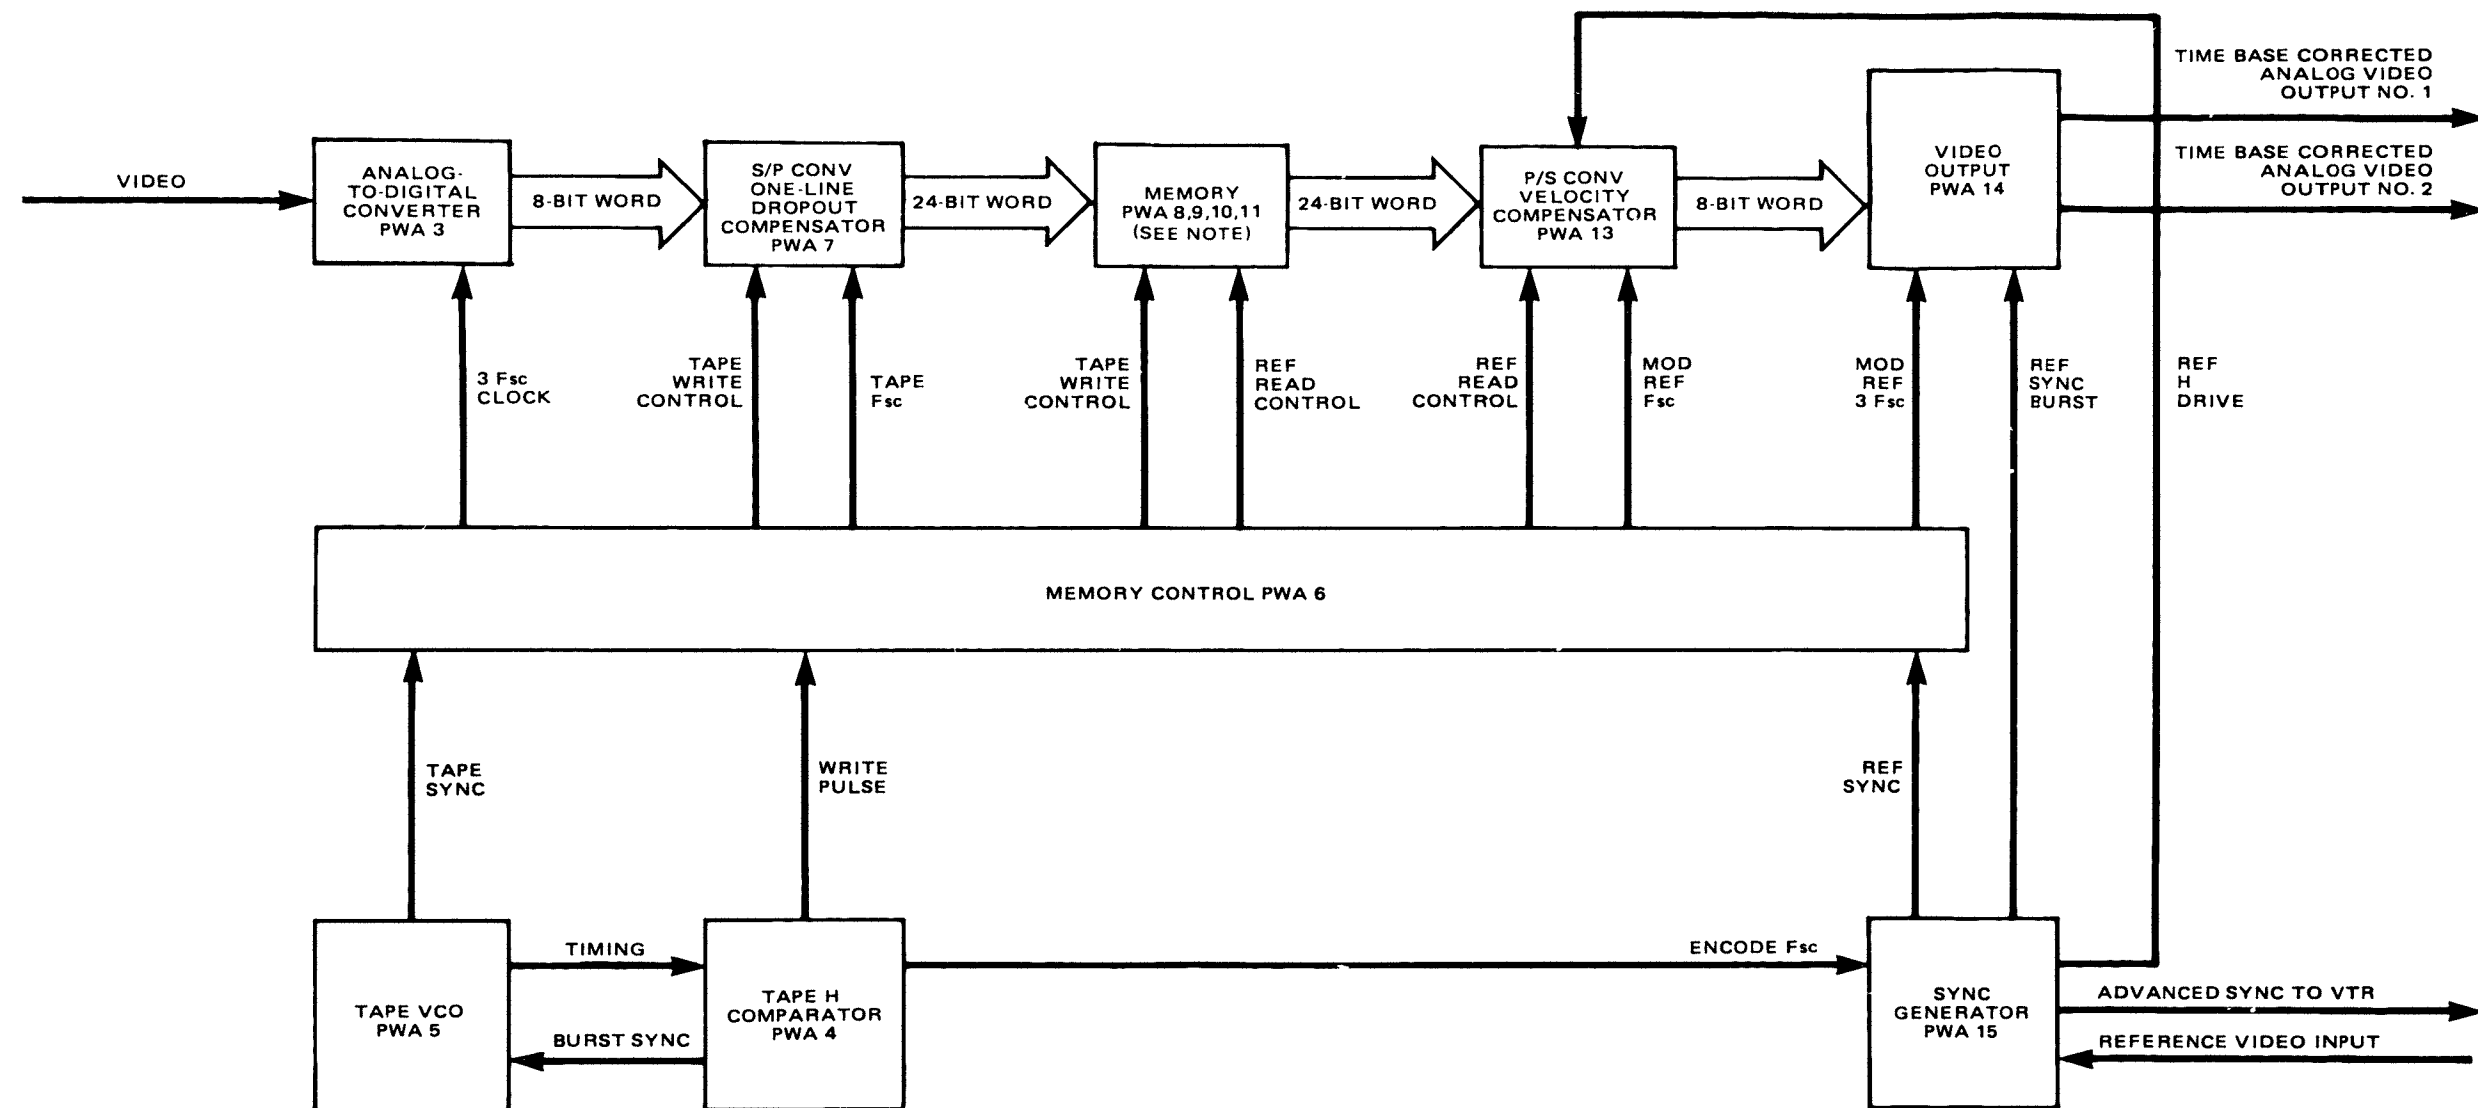 TIME BASE CORRECTED
ANALOG VIDEO
OUTPUT NO. 1
VIDEO
ANALOG-
TO-DIGITAL
CONVERTER
PWA 3
8-BIT WORD
S/P CONV
ONE-LINE
DROPOUT
COMPENSATOR
PWA 7
24-BIT WORD
MEMORY
PWA 8,9,10,11
(SEE NOTE)
24-BIT WORD
P/S CONV
VELOCITY
COMPENSATOR
PWA 13
8-BIT WORD
VIDEO
OUTPUT
PWA 14
TIME BASE CORRECTED
ANALOG VIDEO
OUTPUT NO. 2
3 Fsc
CLOCK
TAPE
WRITE
CONTROL
TAPE
Fsc
TAPE
WRITE
CONTROL
REF
READ
CONTROL
REF
READ
CONTROL
MOD
REF
Fsc
MOD
REF
3 Fsc
REF
SYNC
BURST
REF
H
DRIVE
MEMORY CONTROL PWA 6
TAPE
SYNC
WRITE
PULSE
REF
SYNC
TAPE VCO
PWA 5
TIMING
BURST SYNC
TAPE H
COMPARATOR
PWA 4
ENCODE Fsc
SYNC
GENERATOR
PWA 15
ADVANCED SYNC TO VTR
REFERENCE VIDEO INPUT